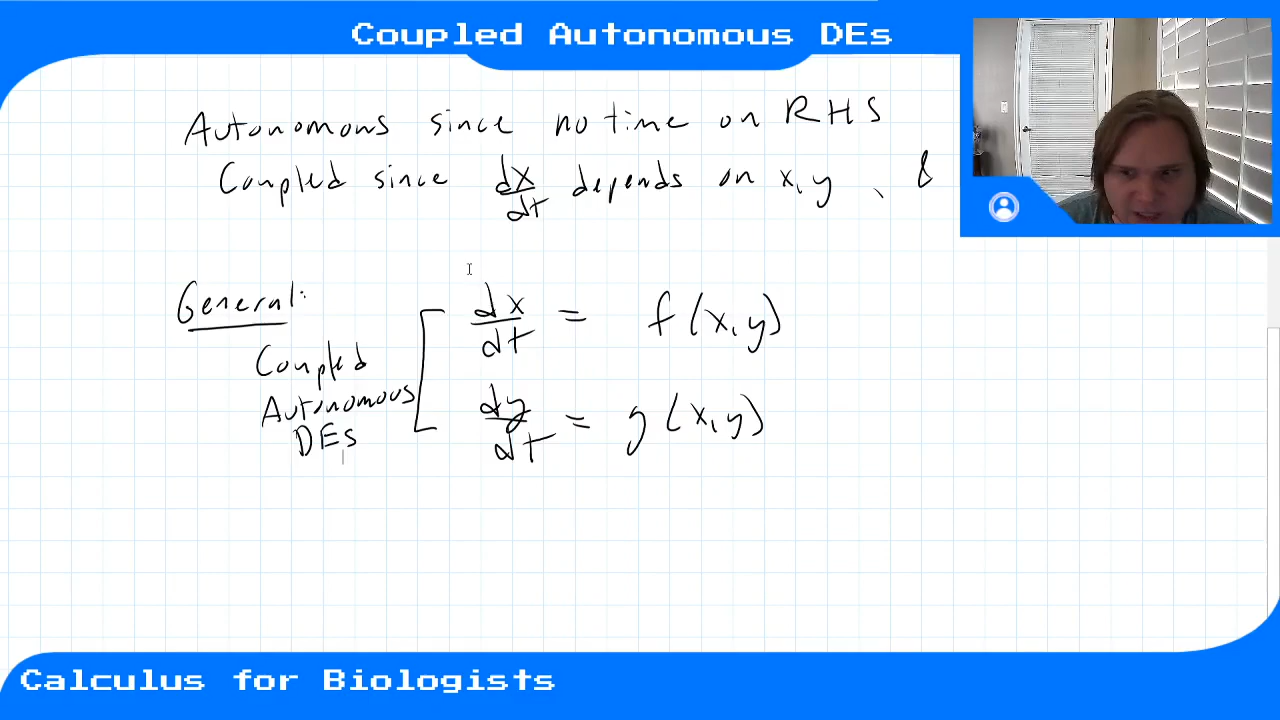 Coupled Autonomous DEs
Autonomous since no time on RHS
Coupled since dx/dt depends on x, y , &
General:
Coupled
Autonomous
DEs
dx/dt = f(x,y)
dy/dt = g(x,y)
Calculus for Biologists